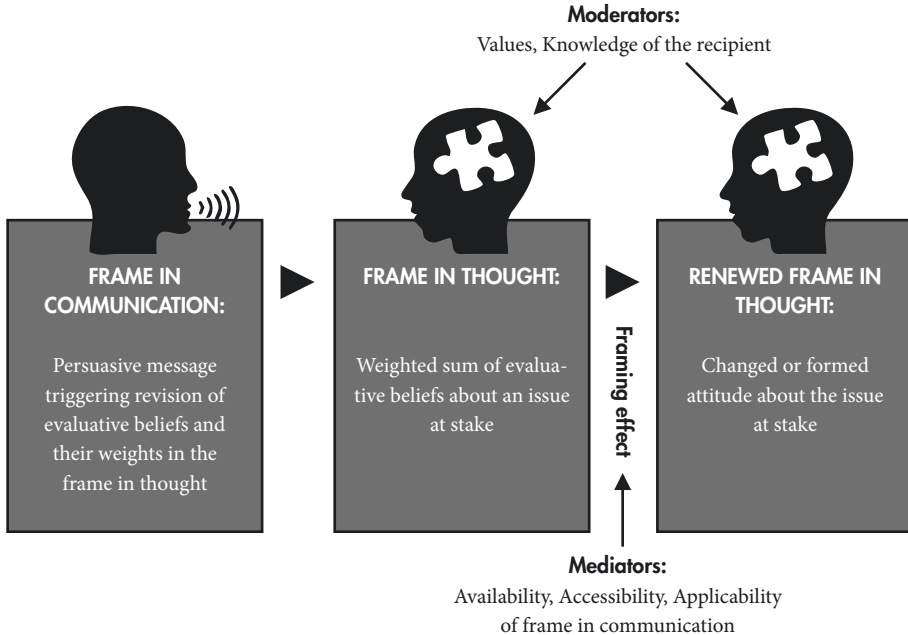 Moderators:
Values, Knowledge of the recipient
FRAME IN
COMMUNICATION:
Persuasive message
triggering revision of
evaluative beliefs and
their weights in the
frame in thought
FRAME IN THOUGHT:
Weighted sum of evalua-
tive beliefs about an issue
at stake
Framing effect
RENEWED FRAME IN
THOUGHT:
Changed or formed
attitude about the issue
at stake
Mediators:
Availability, Accessibility, Applicability
of frame in communication